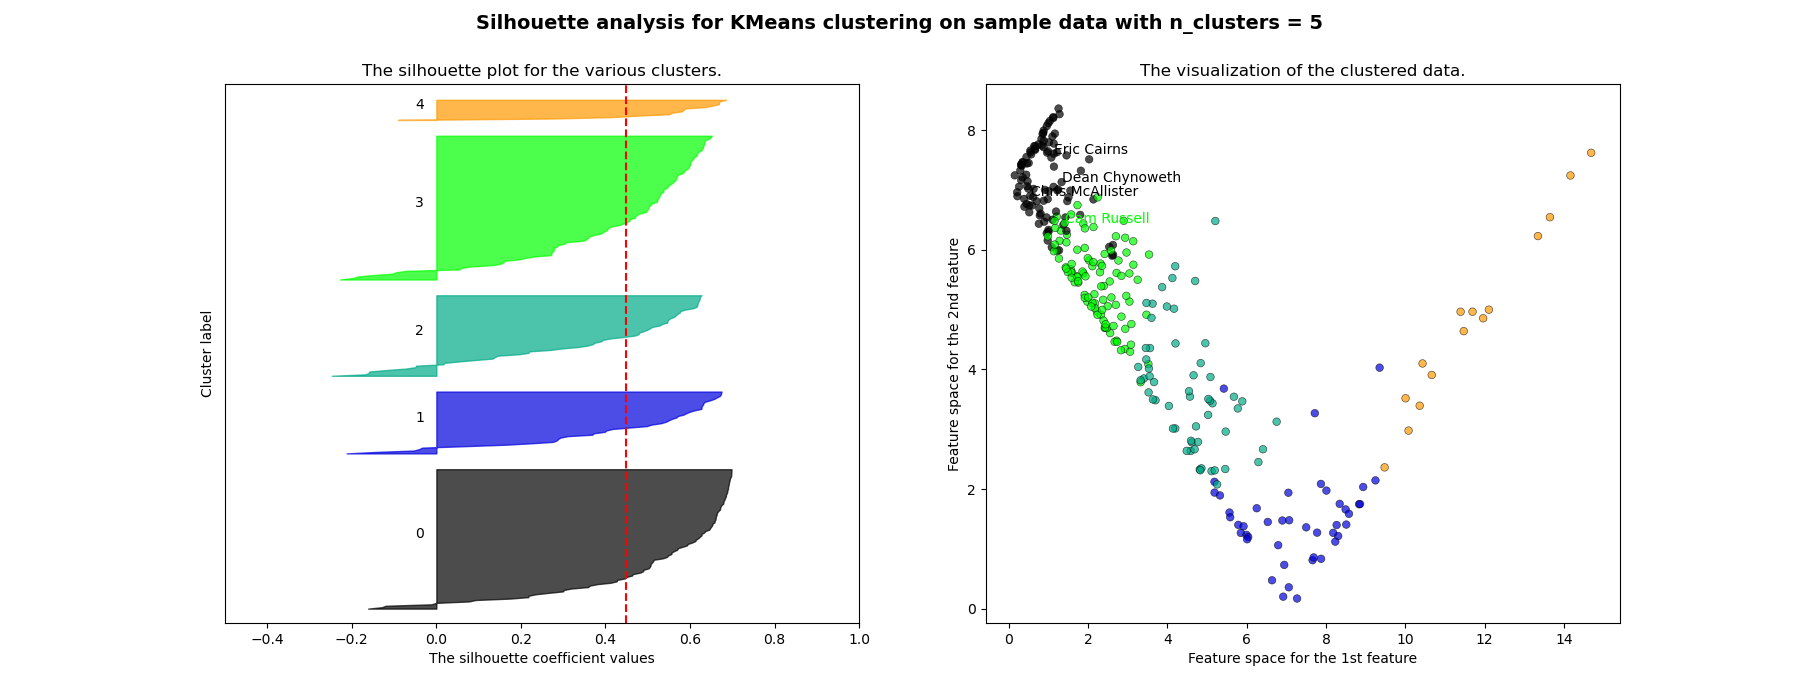 Silhouette analysis for KMeans clustering on sample data with n_clusters = 5
The silhouette plot for the various clusters.
4
3
2
1
0
Cluster label
−0.4 −0.2 0.0 0.2 0.4 0.6 0.8 1.0
The silhouette coefficient values
The visualization of the clustered data.
8
6
4
2
0
Feature space for the 2nd feature
Eric Cairns
Dean Chynoweth
Chris McAllister
Cam Russell
0 2 4 6 8 10 12 14
Feature space for the 1st feature